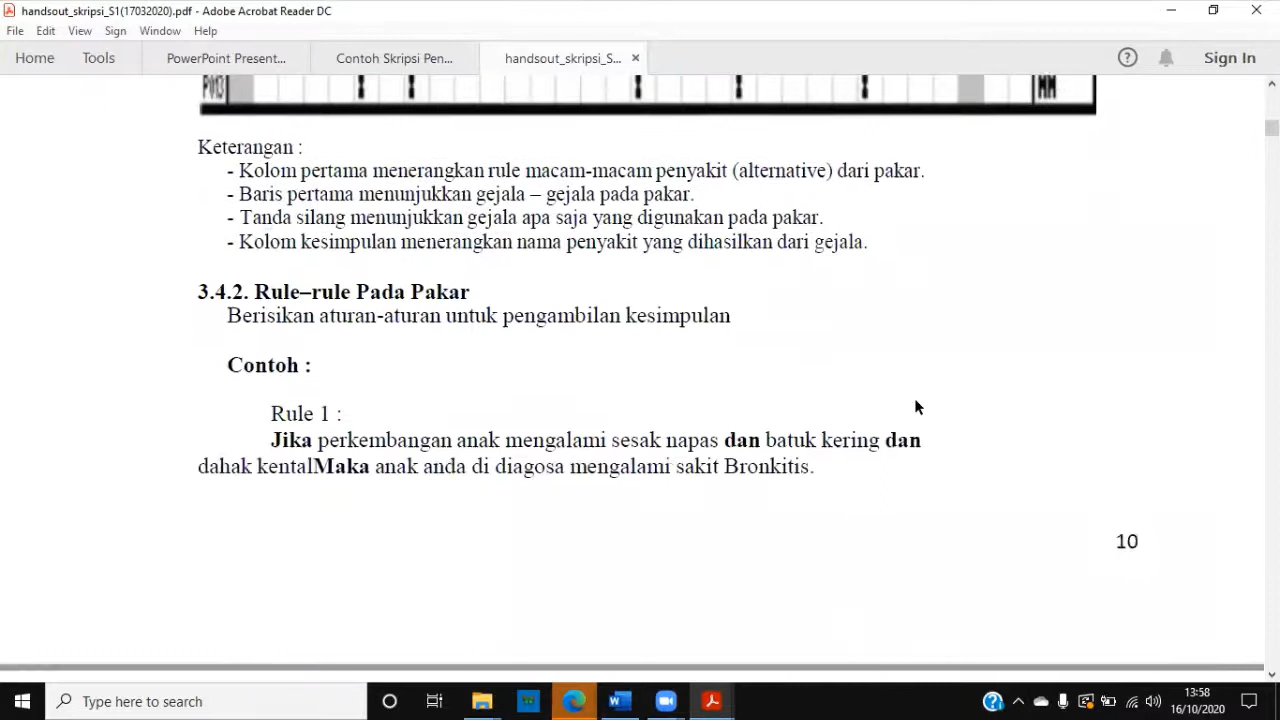 handsout_skripsi_S1(17032020).pdf - Adobe Acrobat Reader DC
File Edit View Sign Window Help
Home Tools PowerPoint Present... Contoh Skripsi Pen... handsout_skripsi_S... × Sign In
Keterangan :
- Kolom pertama menerangkan rule macam-macam penyakit (alternative) dari pakar.
- Baris pertama menunjukkan gejala – gejala pada pakar.
- Tanda silang menunjukkan gejala apa saja yang digunakan pada pakar.
- Kolom kesimpulan menerangkan nama penyakit yang dihasilkan dari gejala.
3.4.2. Rule–rule Pada Pakar
Berisikan aturan-aturan untuk pengambilan kesimpulan
Contoh :
Rule 1 :
Jika perkembangan anak mengalami sesak napas dan batuk kering dan
dahak kentalMaka anak anda di diagosa mengalami sakit Bronkitis.
10
Type here to search
13:58
16/10/2020